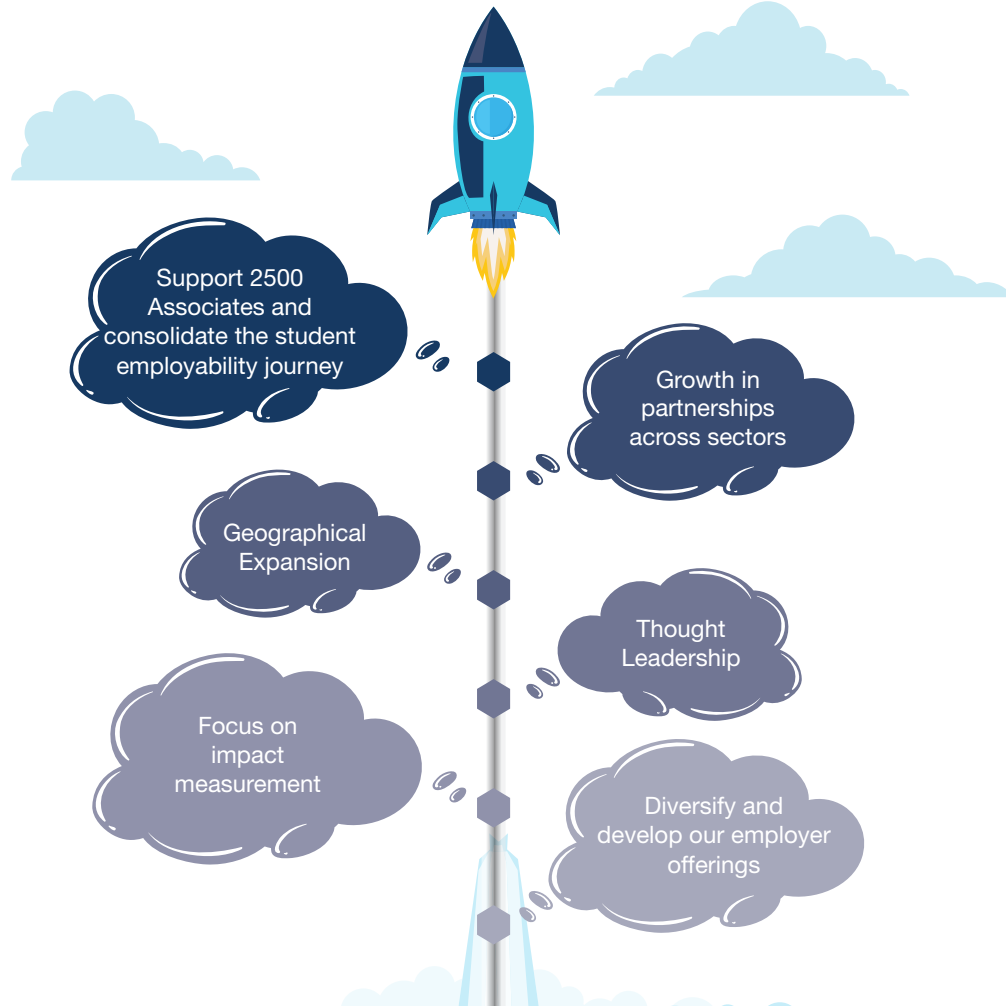 Support 2500
Associates and
consolidate the student
employability journey
Growth in
partnerships
across sectors
Geographical
Expansion
Thought
Leadership
Focus on
impact
measurement
Diversify and
develop our employer
offerings